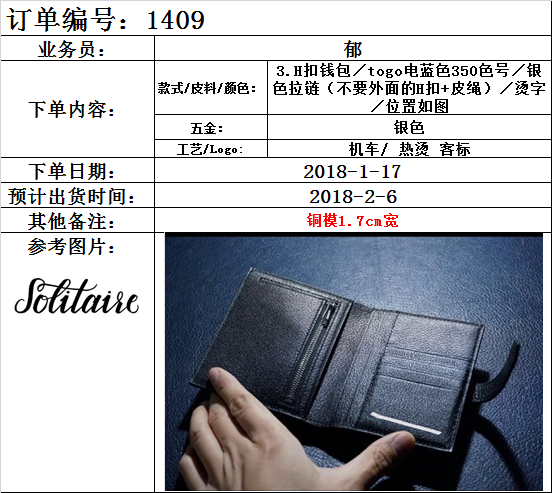 订单编号：1409
业务员： 郁
下单内容：
款式/皮料/颜色： 3.H扣钱包/togo电蓝色350色号/银
色拉链（不要外面的H扣+皮绳）/烫字
/位置如图
五金： 银色
工艺/Logo: 机车/ 热烫 客标
下单日期： 2018-1-17
预计出货时间： 2018-2-6
其他备注： 铜模1.7cm宽
参考图片：
Solitaire